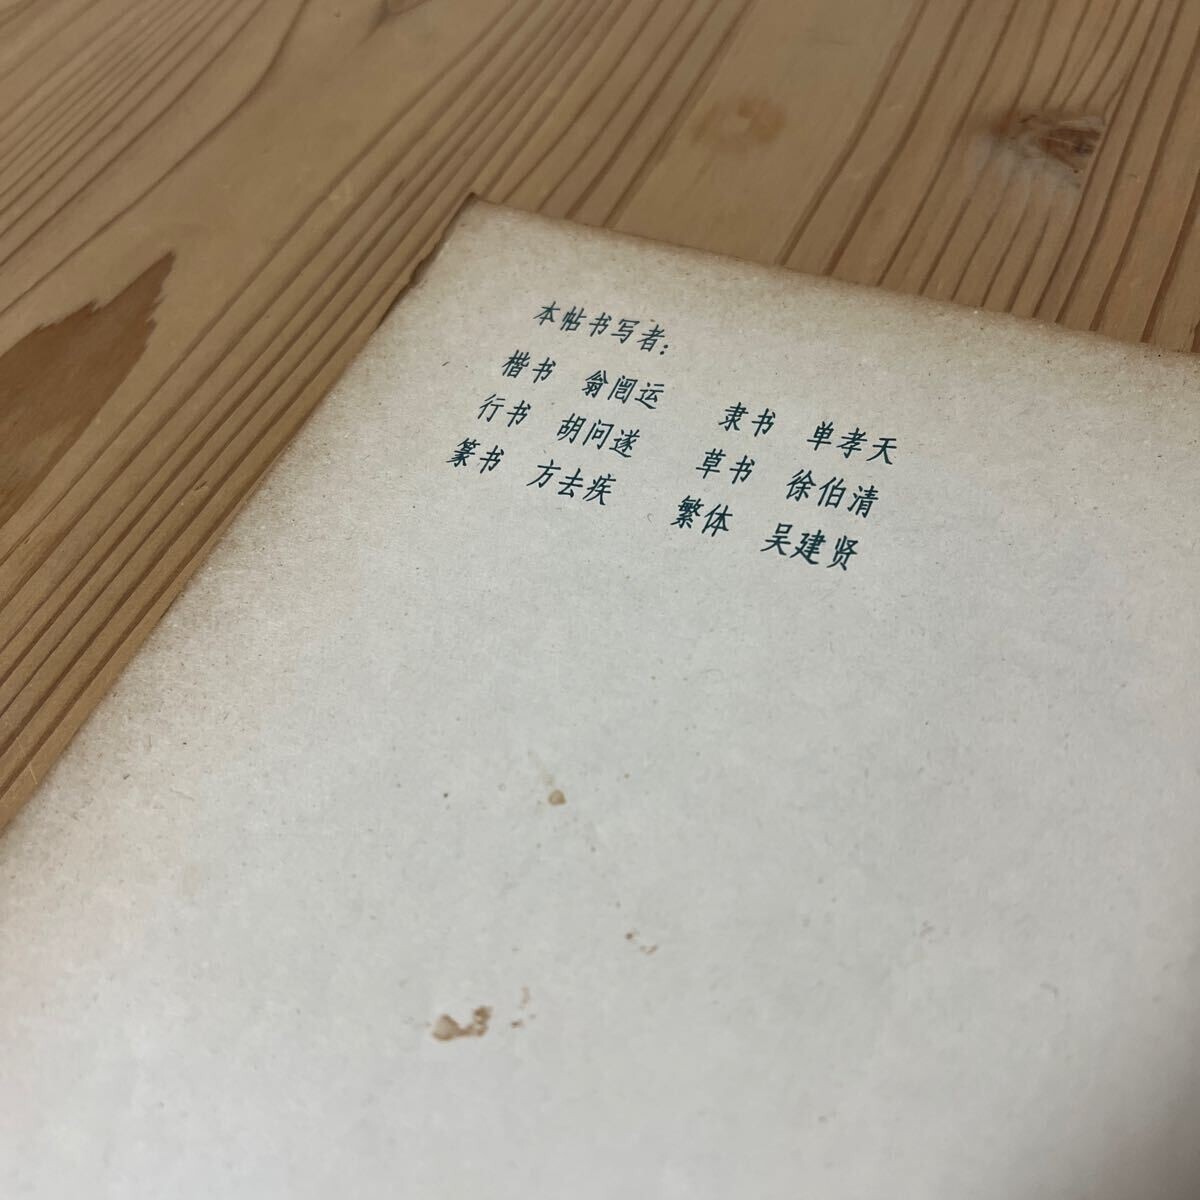 本帖书写者：
楷书 翁闿运 隶书 单孝天
行书 胡问遂 草书 徐伯清
篆书 方去疾 繁体 吴建贤